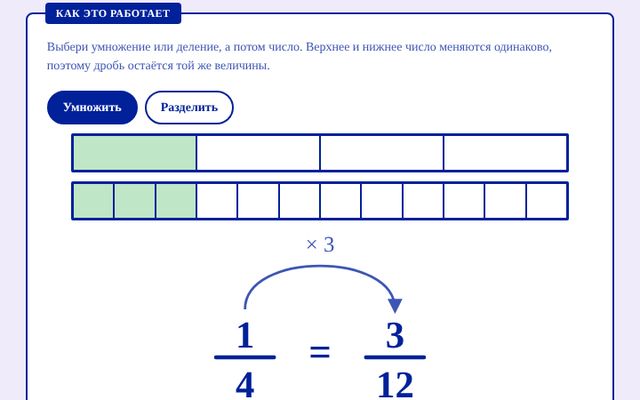 КАК ЭТО РАБОТАЕТ
Выбери умножение или деление, а потом число. Верхнее и нижнее число меняются одинаково,
поэтому дробь остаётся той же величины.
Умножить Разделить
× 3
1 = 3
4 12